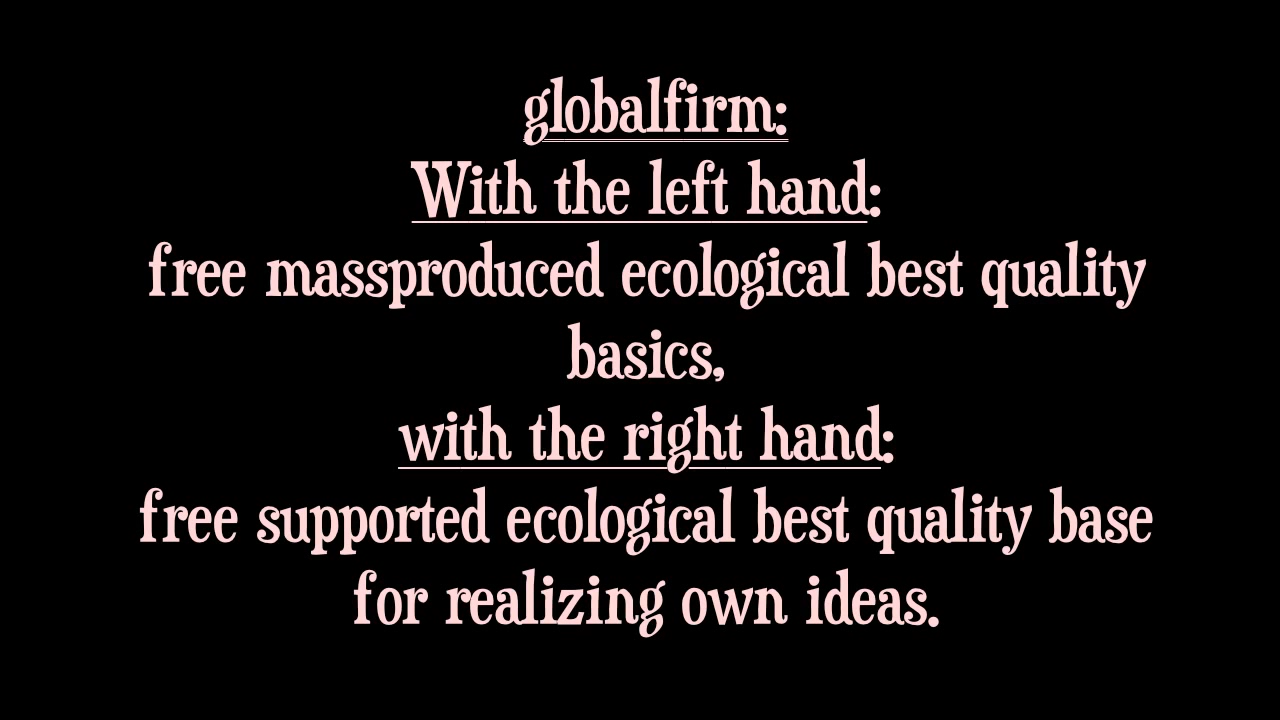 globalfirm:
With the left hand:
free massproduced ecological best quality
basics,
with the right hand:
free supported ecological best quality base
for realizing own ideas.